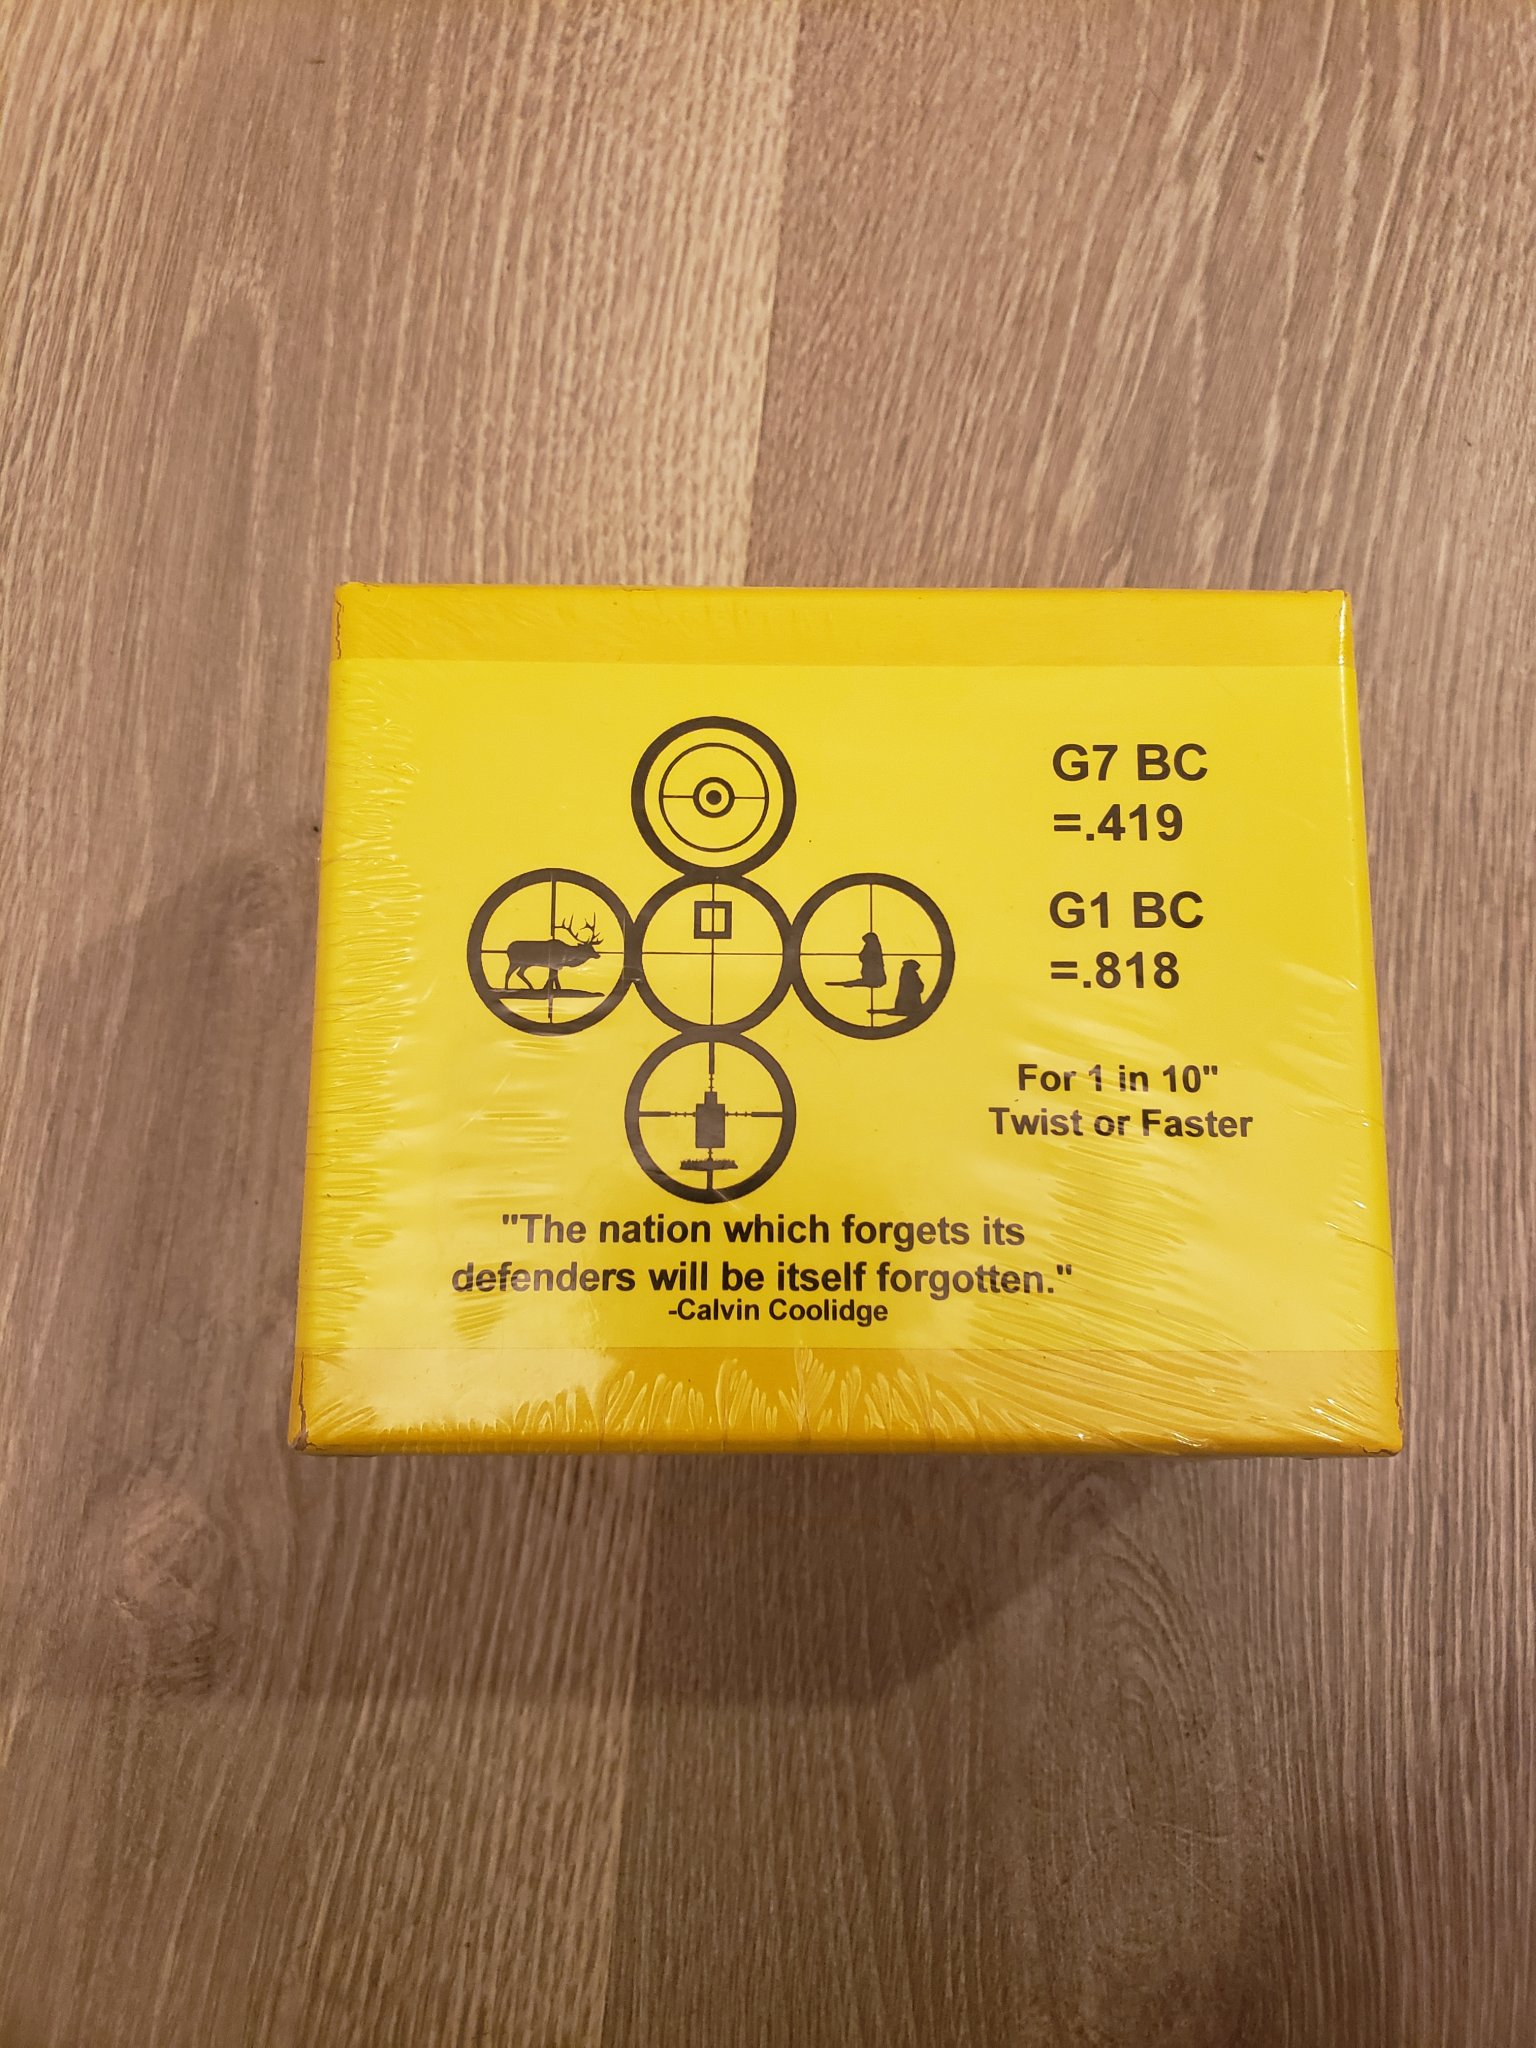 G7 BC
=.419
G1 BC
=.818
For 1 in 10"
Twist or Faster
"The nation which forgets its
defenders will be itself forgotten."
-Calvin Coolidge